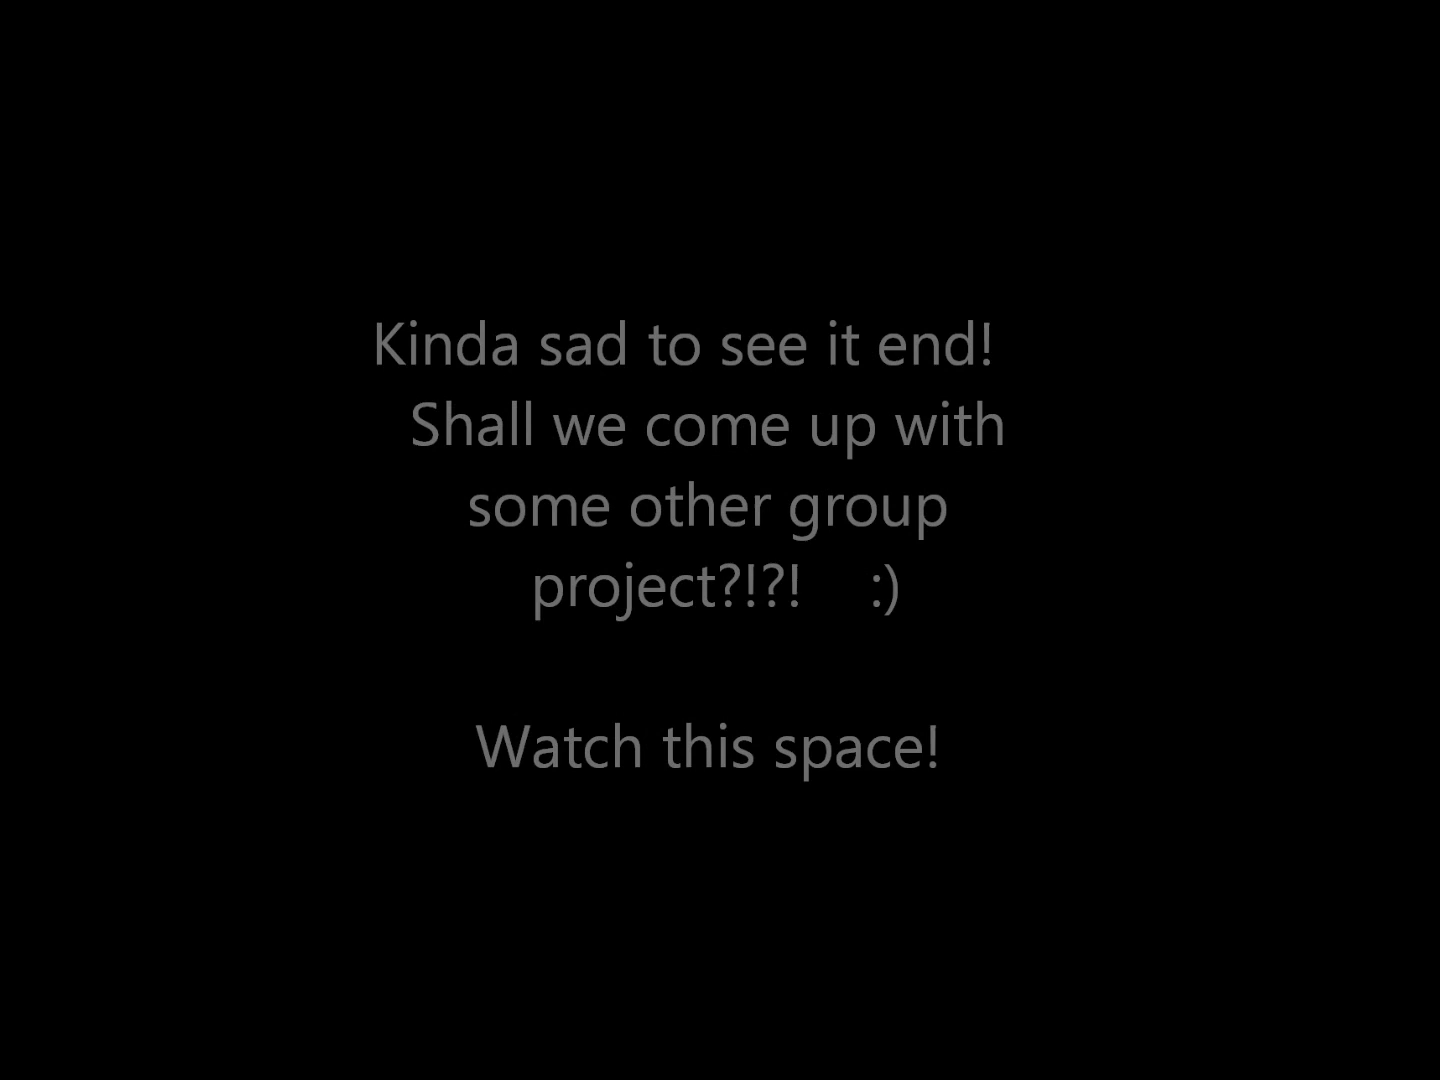 Kinda sad to see it end!
Shall we come up with
some other group
project?!?! :)
Watch this space!